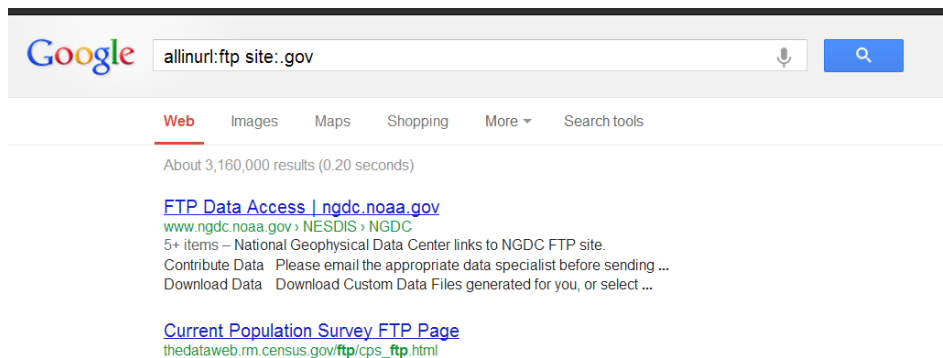 Google allinurl:ftp site:.gov
Web Images Maps Shopping More Search tools
About 3,160,000 results (0.20 seconds)
FTP Data Access | ngdc.noaa.gov
www.ngdc.noaa.gov › NESDIS › NGDC
5+ items – National Geophysical Data Center links to NGDC FTP site.
Contribute Data Please email the appropriate data specialist before sending ...
Download Data Download Custom Data Files generated for you, or select ...
Current Population Survey FTP Page
thedataweb.rm.census.gov/ftp/cps_ftp.html